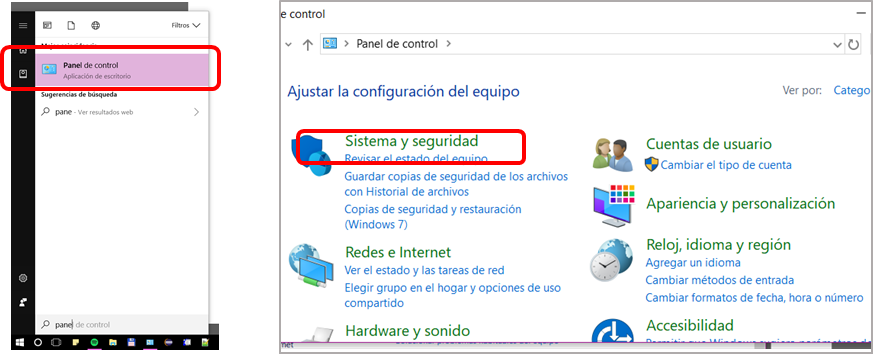 Filtros
Panel de control
Aplicación de escritorio
Sugerencias de búsqueda
pane - Ver resultados web
pane de control
e de control
Panel de control
Ajustar la configuración del equipo
Ver por: Catego
Sistema y seguridad
Revisar el estado del equipo
Guardar copias de seguridad de los archivos
con Historial de archivos
Copias de seguridad y restauración
(Windows 7)
Redes e Internet
Ver el estado y las tareas de red
Elegir grupo en el hogar y opciones de uso
compartido
Hardware y sonido
Cuentas de usuario
Cambiar el tipo de cuenta
Apariencia y personalización
Reloj, idioma y región
Agregar un idioma
Cambiar métodos de entrada
Cambiar formatos de fecha, hora o número
Accesibilidad